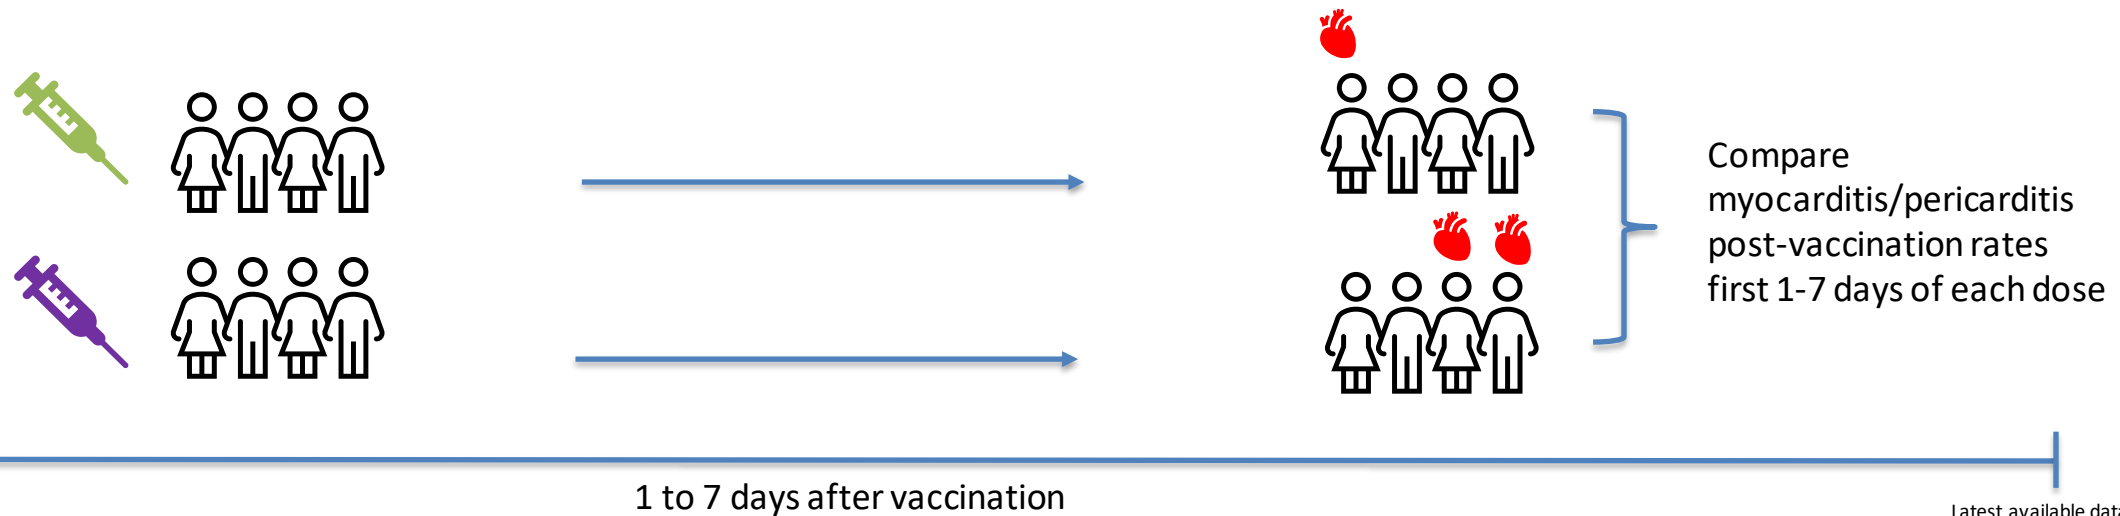 Compare
myocarditis/pericarditis
post-vaccination rates
first 1-7 days of each dose
1 to 7 days after vaccination
Latest available data